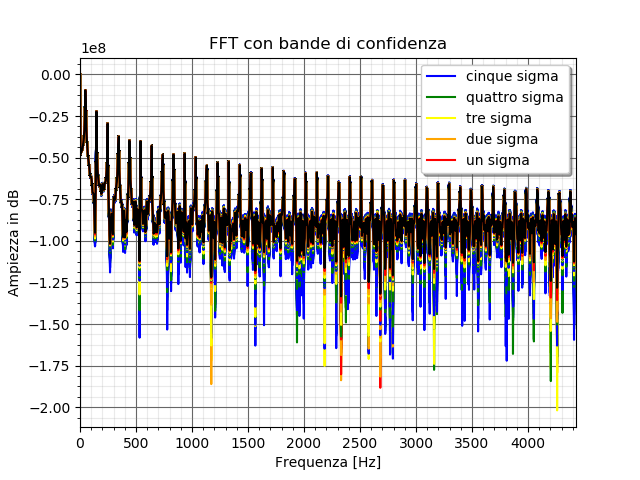 FFT con bande di confidenza
1e8
0.00
−0.25
−0.50
−0.75
−1.00
−1.25
−1.50
−1.75
−2.00
Ampiezza in dB
cinque sigma
quattro sigma
tre sigma
due sigma
un sigma
0 500 1000 1500 2000 2500 3000 3500 4000
Frequenza [Hz]